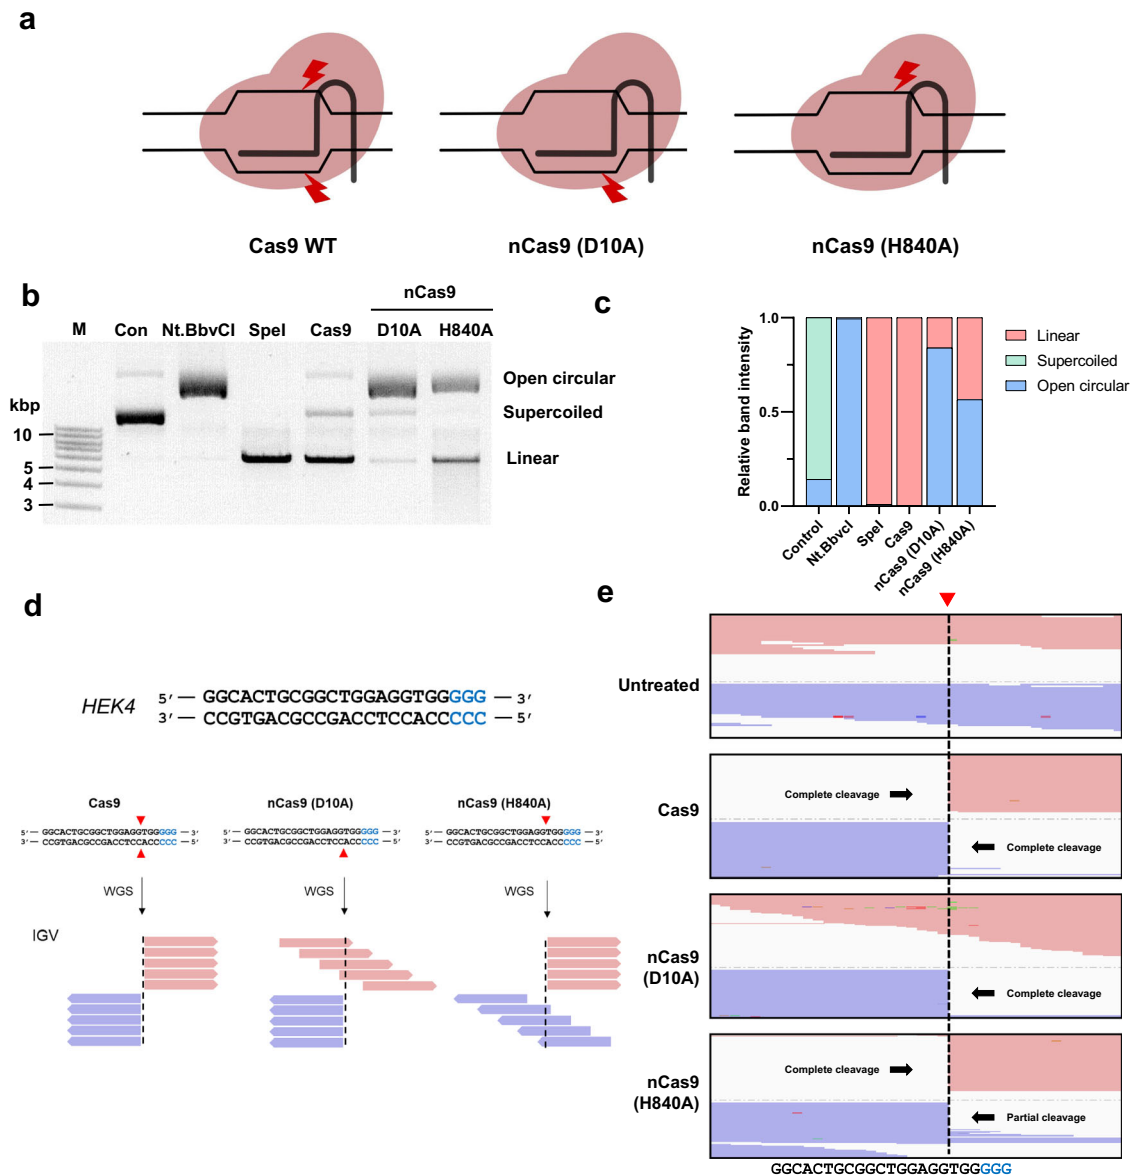 a
Cas9 WT
nCas9 (D10A)
nCas9 (H840A)
b
nCas9
M
Con
Nt.BbvCI
SpeI
Cas9
D10A
H840A
kbp
10
5
4
3
Open circular
Supercoiled
Linear
c
Relative band intensity
1.0
0.5
0.0
Linear
Supercoiled
Open circular
Control
Nt.Bbvcl
SpeI
Cas9
nCas9 (D10A)
nCas9 (H840A)
d
HEK4
5′ — GGCACTGCGGCTGGAGGTGGGGG — 3′
3′ — CCGTGACGCCGACCTCCACCCCC — 5′
Cas9
5′ — GGCACTGCGGCTGGAGGTGGGGG — 3′
3′ — CCGTGACGCCGACCTCCACCCCC — 5′
WGS
nCas9 (D10A)
5′ — GGCACTGCGGCTGGAGGTGGGGG — 3′
3′ — CCGTGACGCCGACCTCCACCCCC — 5′
WGS
nCas9 (H840A)
5′ — GGCACTGCGGCTGGAGGTGGGGG — 3′
3′ — CCGTGACGCCGACCTCCACCCCC — 5′
WGS
IGV
e
Untreated
Cas9
Complete cleavage
Complete cleavage
nCas9
(D10A)
Complete cleavage
nCas9
(H840A)
Complete cleavage
Partial cleavage
GGCACTGCGGCTGGAGGTGGGGG